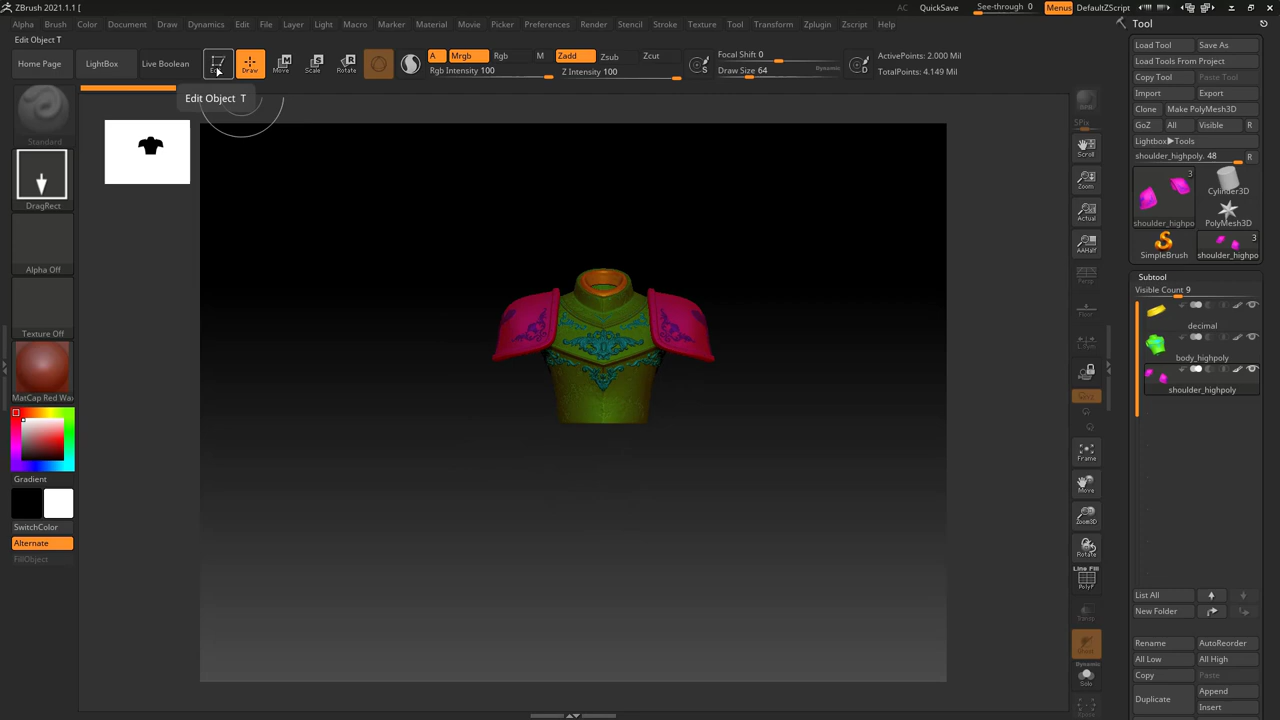 ZBrush 2021.1.1 [
AC QuickSave See-through 0 Menus DefaultZScript
Alpha Brush Color Document Draw Dynamics Edit File Layer Light Macro Marker Material Movie Picker Preferences Render Stencil Stroke Texture Tool Transform Zplugin Zscript Help
Edit Object T
Home Page LightBox Live Boolean Edit Draw Move Scale Rotate
A Mrgb Rgb M Zadd Zsub Zcut
Rgb Intensity 100 Z Intensity 100
S Focal Shift 0
Draw Size 64 Dynamic
D ActivePoints: 2.000 Mil
TotalPoints: 4.149 Mil
Edit Object T
Standard
DragRect
Alpha Off
Texture Off
MatCap Red Wax
Gradient
SwitchColor
Alternate
FillObject
SPix
Scroll
Zoom
Actual
AAHalf
Persp
Floor
L.Sym
Frame
Move
Zoom3D
Rotate
Line Fill
PolyF
Transp
Ghost
Dynamic
Solo
Tool
Load Tool Save As
Load Tools From Project
Copy Tool Paste Tool
Import Export
Clone Make PolyMesh3D
GoZ All Visible R
Lightbox▶Tools
shoulder_highpoly. 48 R
3
shoulder_highpo
Cylinder3D
PolyMesh3D
SimpleBrush
3
shoulder_highpo
Subtool
Visible Count 9
decimal
body_highpoly
shoulder_highpoly
List All
New Folder
Rename AutoReorder
All Low All High
Copy Paste
Duplicate Append
Insert